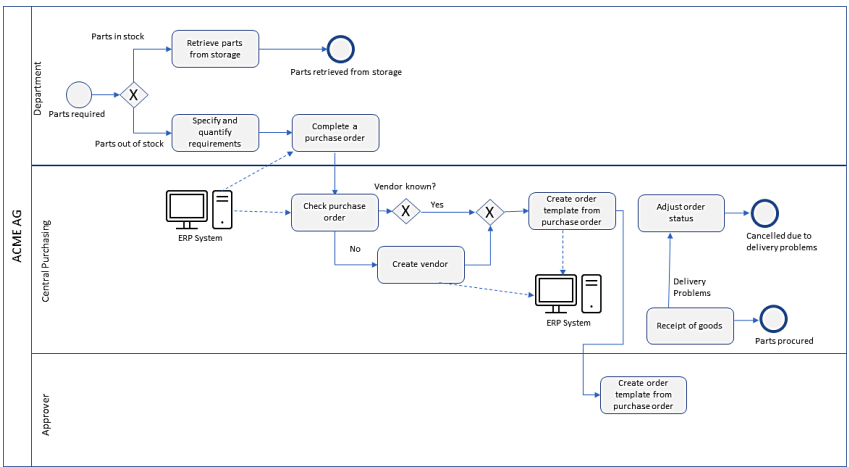 ACME AG
Department
Parts in stock
Retrieve parts
from storage
Parts retrieved from storage
X
Parts required
Parts out of stock
Specify and
quantify
requirements
Complete a
purchase order
Central Purchasing
ERP System
Check purchase
order
Vendor known?
X
Yes
No
Create vendor
X
Create order
template from
purchase order
ERP System
Adjust order
status
Cancelled due to
delivery problems
Delivery
Problems
Receipt of goods
Parts procured
Approver
Create order
template from
purchase order